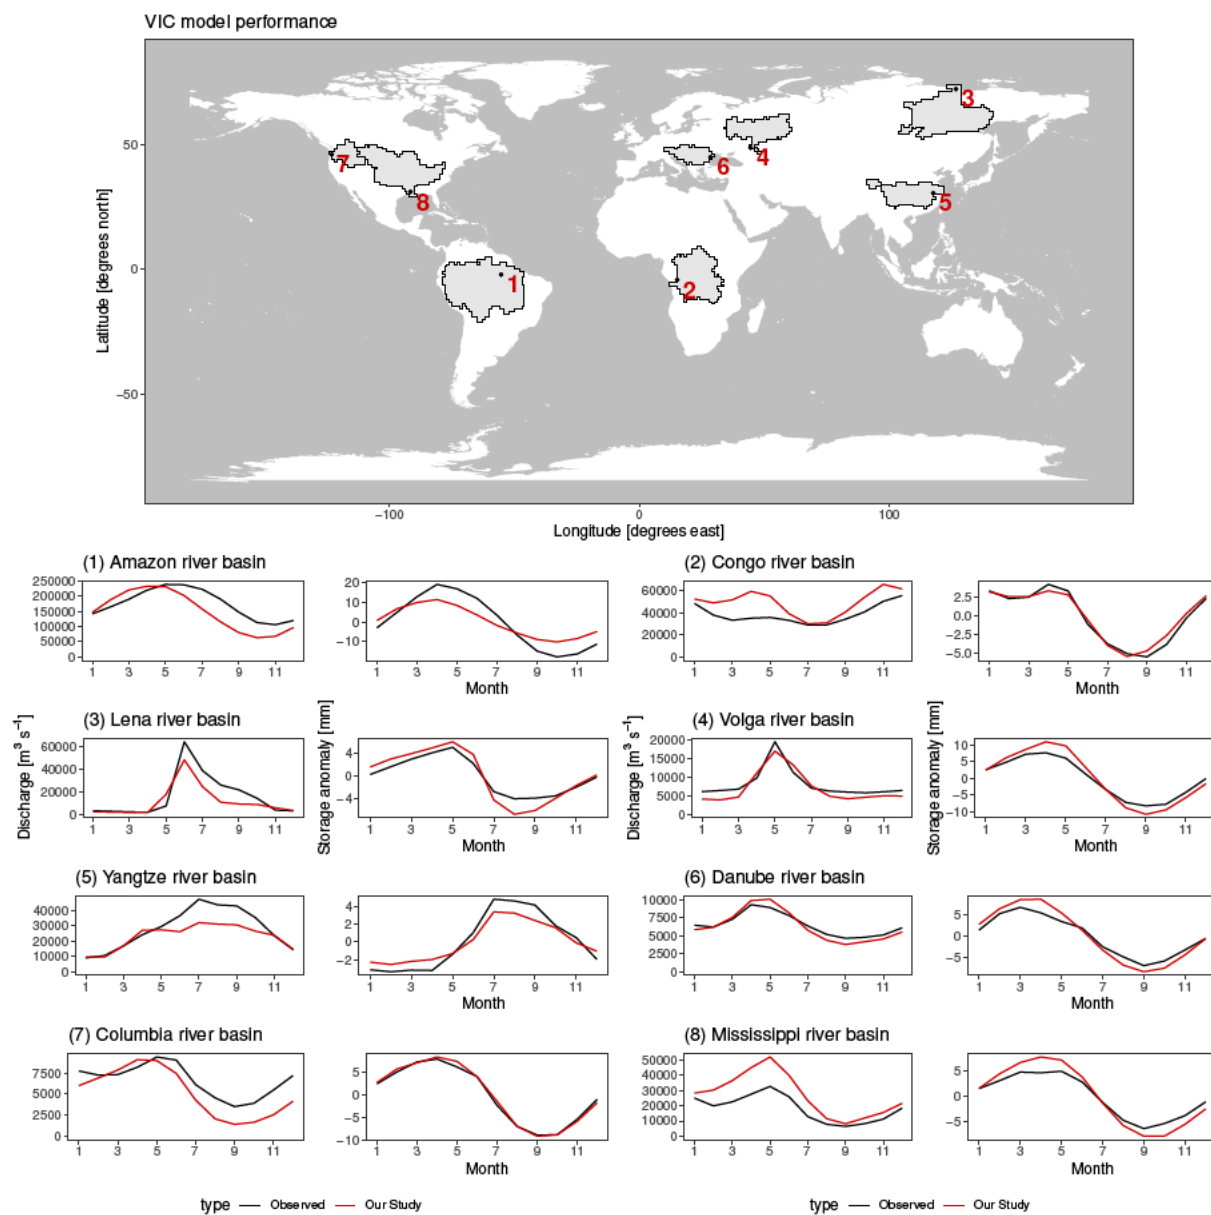 VIC model performance
Latitude [degrees north]
50
0
−50
1
2
3
4
5
6
7
8
−100
0
100
Longitude [degrees east]
(1) Amazon river basin
250000
200000
150000
100000
50000
0
1 3 5 7 9 11
20
10
0
−10
1 3 5 7 9 11
Month
(2) Congo river basin
60000
40000
20000
0
1 3 5 7 9 11
2.5
0.0
−2.5
−5.0
1 3 5 7 9 11
Month
Discharge [m³ s⁻¹]
(3) Lena river basin
60000
40000
20000
0
1 3 5 7 9 11
Storage anomaly [mm]
4
0
−4
1 3 5 7 9 11
Month
Discharge [m³ s⁻¹]
(4) Volga river basin
20000
15000
10000
5000
0
1 3 5 7 9 11
Storage anomaly [mm]
10
5
0
−5
−10
1 3 5 7 9 11
Month
(5) Yangtze river basin
40000
30000
20000
10000
0
1 3 5 7 9 11
4
2
0
−2
1 3 5 7 9 11
Month
(6) Danube river basin
10000
7500
5000
2500
0
1 3 5 7 9 11
5
0
−5
1 3 5 7 9 11
Month
(7) Columbia river basin
7500
5000
2500
0
1 3 5 7 9 11
5
0
−5
−10
1 3 5 7 9 11
Month
(8) Mississippi river basin
50000
40000
30000
20000
10000
0
1 3 5 7 9 11
5
0
−5
1 3 5 7 9 11
Month
type Observed Our Study
type Observed Our Study